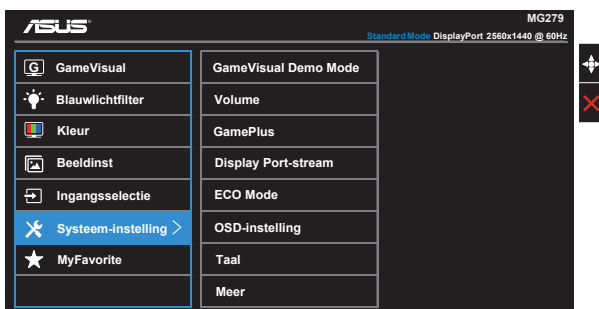 ASUS
MG279
Standard Mode DisplayPort 2560x1440 @ 60Hz
G GameVisual
Blauwlichtfilter
Kleur
Beeldinst
Ingangsselectie
Systeem-instelling >
MyFavorite
GameVisual Demo Mode
Volume
GamePlus
Display Port-stream
ECO Mode
OSD-instelling
Taal
Meer